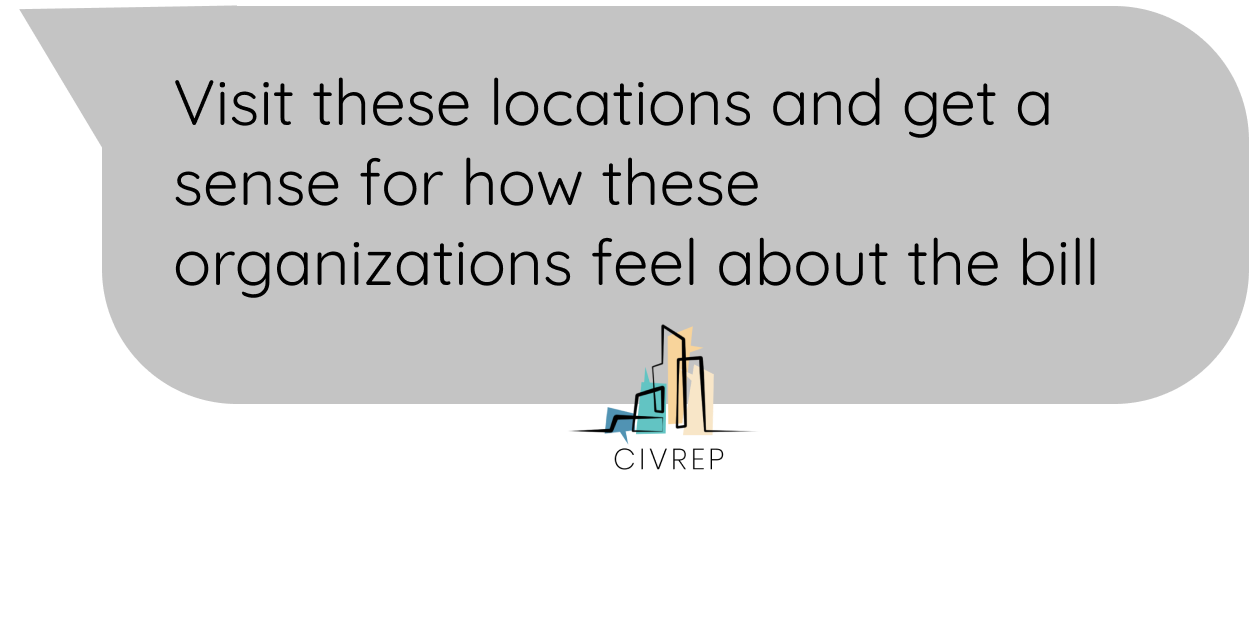 Visit these locations and get a
sense for how these
organizations feel about the bill
CIVREP